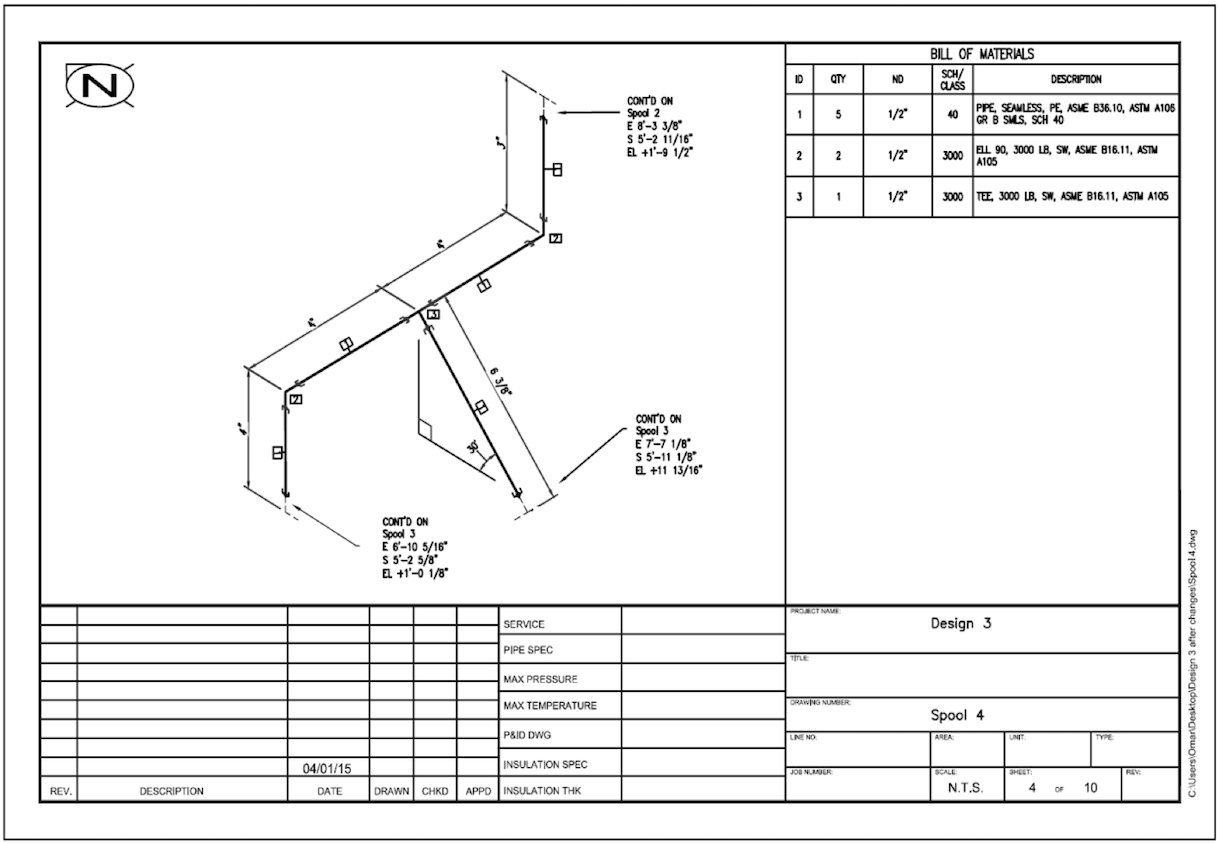 N
CONT'D ON
Spool 2
E 8'-3 3/8"
S 5'-2 11/16"
EL +1'-9 1/2"
3"
1
2
4"
1
3
4"
1
2
6 3/8"
1
4"
1
30°
CONT'D ON
Spool 3
E 7'-7 1/8"
S 5'-11 1/8"
EL +11 13/16"
CONT'D ON
Spool 3
E 6'-10 5/16"
S 5'-2 5/8"
EL +1'-0 1/8"
BILL OF MATERIALS
ID QTY ND SCH/ CLASS DESCRIPTION
1 5 1/2" 40 PIPE, SEAMLESS, PE, ASME B36.10, ASTM A106
GR B SMLS, SCH 40
2 2 1/2" 3000 ELL 90, 3000 LB, SW, ASME B16.11, ASTM
A105
3 1 1/2" 3000 TEE, 3000 LB, SW, ASME B16.11, ASTM A105
04/01/15
REV. DESCRIPTION DATE DRAWN CHKD APPD
SERVICE
PIPE SPEC
MAX PRESSURE
MAX TEMPERATURE
P&ID DWG
INSULATION SPEC
INSULATION THK
PROJECT NAME:
Design 3
TITLE:
DRAWING NUMBER:
Spool 4
LINE NO: AREA: UNIT: TYPE:
JOB NUMBER: SCALE: SHEET: REV:
N.T.S. 4 OF 10
C:\Users\Omar\Desktop\Design 3 after changes\Spool 4.dwg